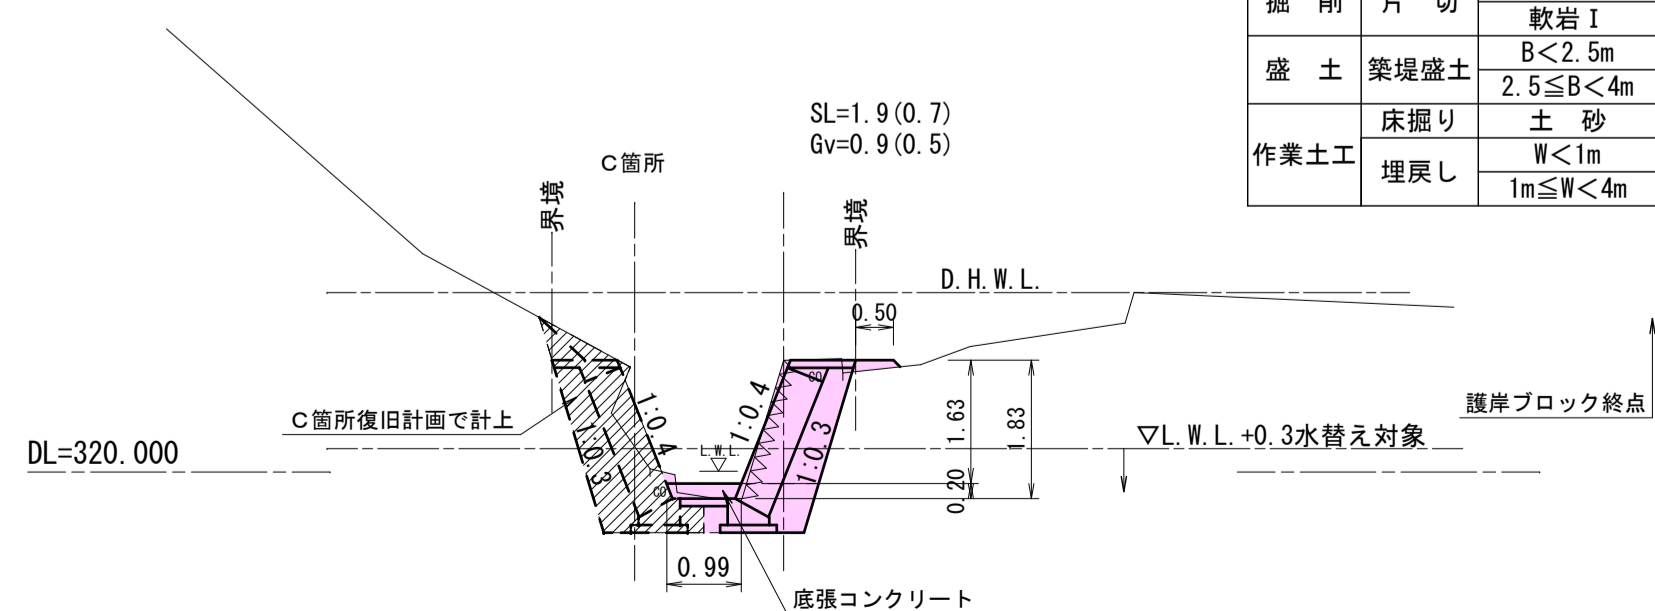 掘 削
片 切
軟岩Ⅰ
盛 土
築堤盛土
B<2.5m
2.5≦B<4m
作業土工
床掘り
土 砂
埋戻し
W<1m
1m≦W<4m
SL=1.9(0.7)
Gv=0.9(0.5)
C箇所
界境
界境
D.H.W.L.
0.50
C箇所復旧計画で計上
1:0.4
1:0.3
1:0.4
1:0.3
CO
CO
L.W.L.
1.63
1.83
0.20
護岸ブロック終点
▽L.W.L.+0.3水替え対象
DL=320.000
0.99
底張コンクリート